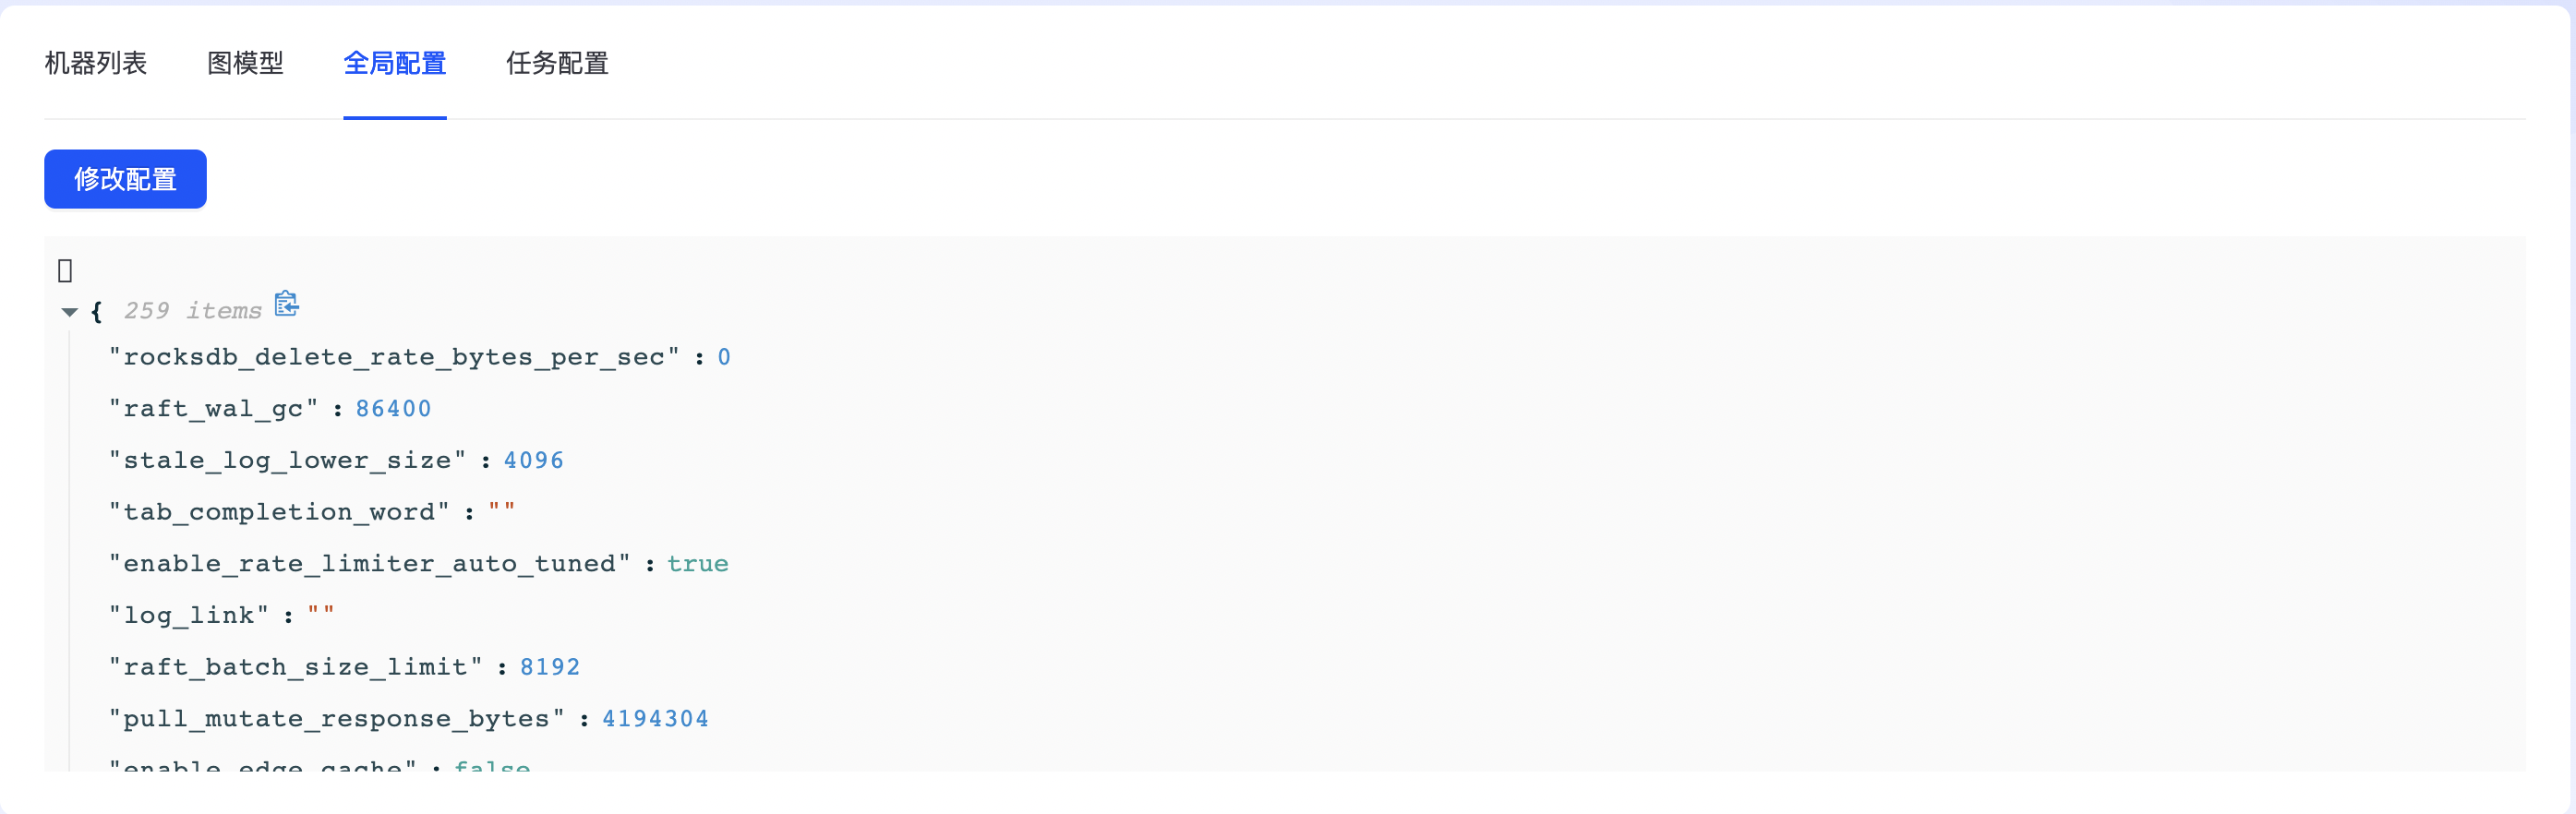 机器列表 图模型 全局配置 任务配置
修改配置
{ 259 items
"rocksdb_delete_rate_bytes_per_sec" : 0
"raft_wal_gc" : 86400
"stale_log_lower_size" : 4096
"tab_completion_word" : ""
"enable_rate_limiter_auto_tuned" : true
"log_link" : ""
"raft_batch_size_limit" : 8192
"pull_mutate_response_bytes" : 4194304
"enable_edge_cache" : false